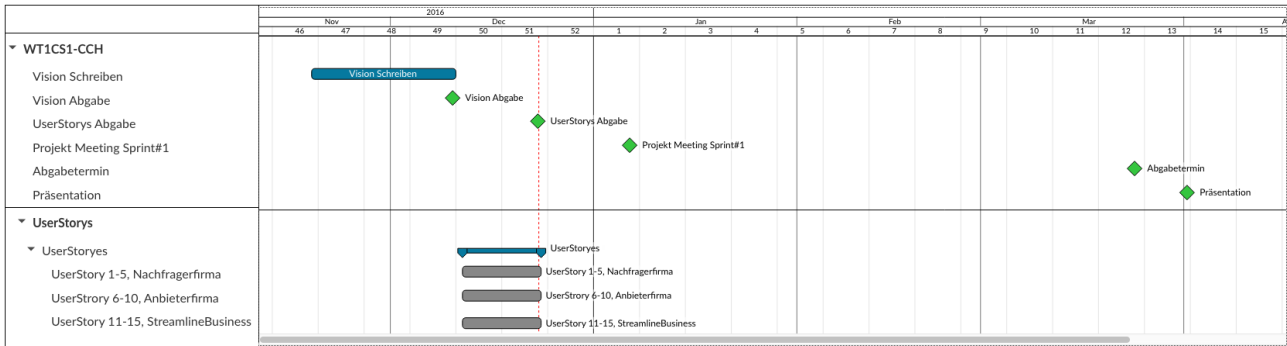 2016
Nov Dec Jan Feb Mar
46 47 48 49 50 51 52 1 2 3 4 5 6 7 8 9 10 11 12 13 14 15
WT1CS1-CCH
Vision Schreiben Vision Schreiben
Vision Abgabe Vision Abgabe
UserStorys Abgabe UserStorys Abgabe
Projekt Meeting Sprint#1 Projekt Meeting Sprint#1
Abgabetermin Abgabetermin
Präsentation Präsentation
UserStorys
UserStoryes UserStoryes
UserStory 1-5, Nachfragerfirma UserStory 1-5, Nachfragerfirma
UserStrory 6-10, Anbieterfirma UserStrory 6-10, Anbieterfirma
UserStory 11-15, StreamlineBusiness UserStory 11-15, StreamlineBusiness